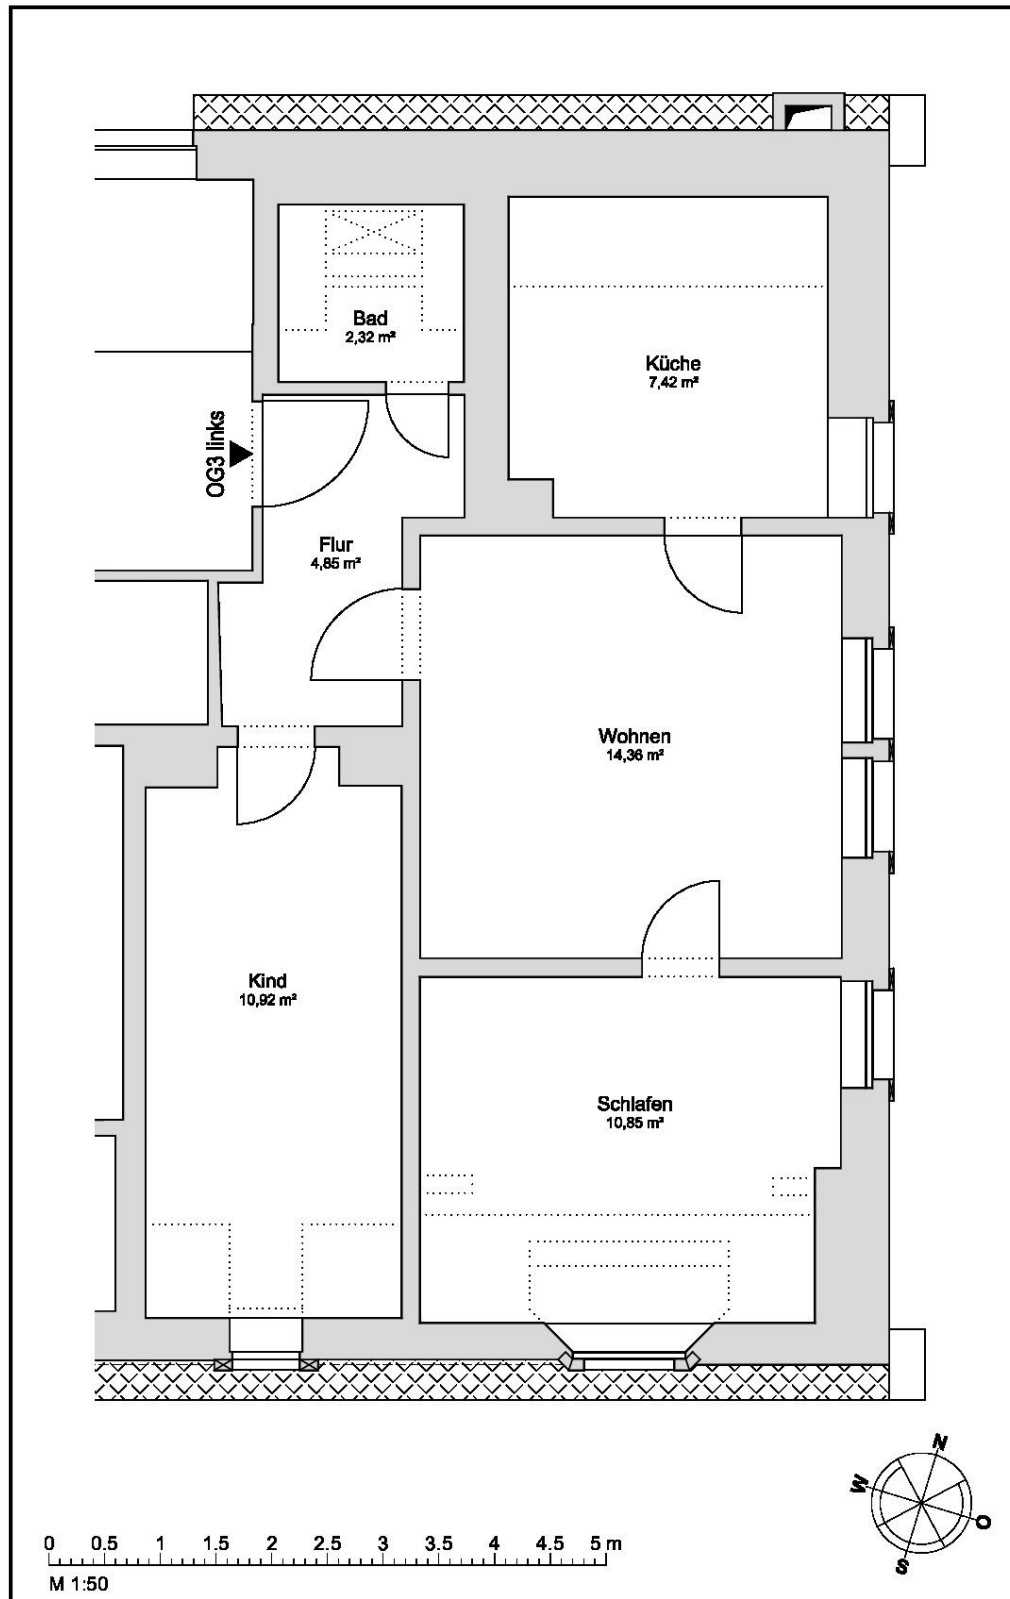 Bad
2,32 m²
Küche
7,42 m²
OG3 links
Flur
4,85 m²
Wohnen
14,36 m²
Kind
10,92 m²
Schlafen
10,85 m²
N
W
O
S
0 0.5 1 1.5 2 2.5 3 3.5 4 4.5 5 m
M 1:50